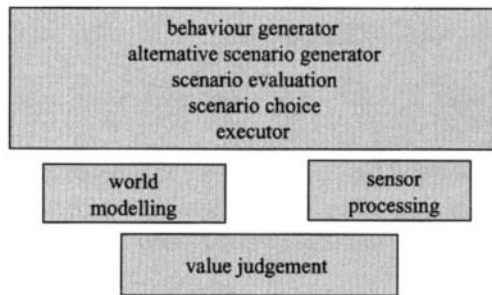 behaviour generator
alternative scenario generator
scenario evaluation
scenario choice
executor
world
modelling
sensor
processing
value judgement